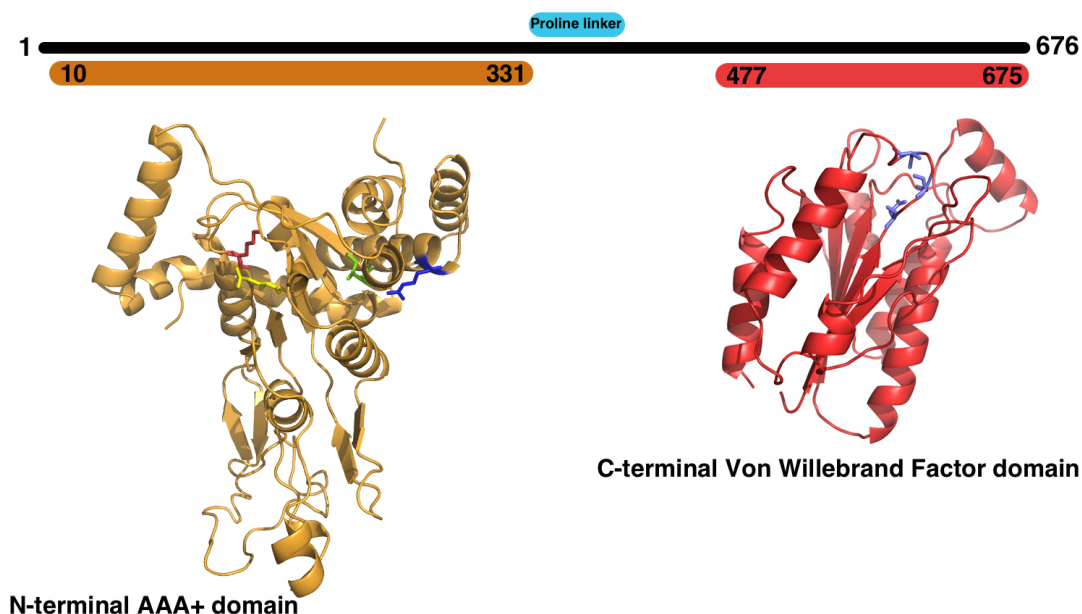 Proline linker
1 676
10 331 477 675
C-terminal Von Willebrand Factor domain
N-terminal AAA+ domain